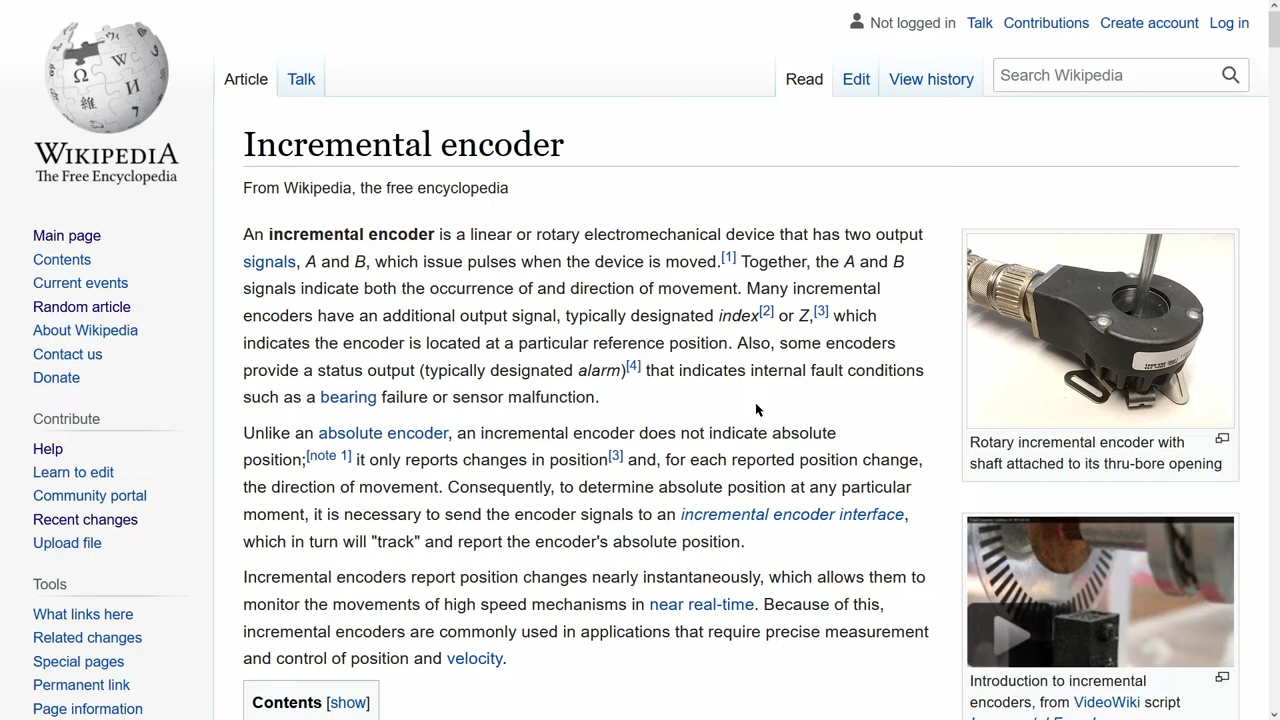 Not logged in Talk Contributions Create account Log in
Article Talk Read Edit View history Search Wikipedia
WIKIPEDIA
The Free Encyclopedia
Main page
Contents
Current events
Random article
About Wikipedia
Contact us
Donate
Contribute
Help
Learn to edit
Community portal
Recent changes
Upload file
Tools
What links here
Related changes
Special pages
Permanent link
Page information
Incremental encoder
From Wikipedia, the free encyclopedia
An incremental encoder is a linear or rotary electromechanical device that has two output
signals, A and B, which issue pulses when the device is moved.[1] Together, the A and B
signals indicate both the occurrence of and direction of movement. Many incremental
encoders have an additional output signal, typically designated index[2] or Z,[3] which
indicates the encoder is located at a particular reference position. Also, some encoders
provide a status output (typically designated alarm)[4] that indicates internal fault conditions
such as a bearing failure or sensor malfunction.
Unlike an absolute encoder, an incremental encoder does not indicate absolute
position;[note 1] it only reports changes in position[3] and, for each reported position change,
the direction of movement. Consequently, to determine absolute position at any particular
moment, it is necessary to send the encoder signals to an incremental encoder interface,
which in turn will "track" and report the encoder's absolute position.
Incremental encoders report position changes nearly instantaneously, which allows them to
monitor the movements of high speed mechanisms in near real-time. Because of this,
incremental encoders are commonly used in applications that require precise measurement
and control of position and velocity.
Contents [show]
Rotary incremental encoder with
shaft attached to its thru-bore opening
Introduction to incremental
encoders, from VideoWiki script